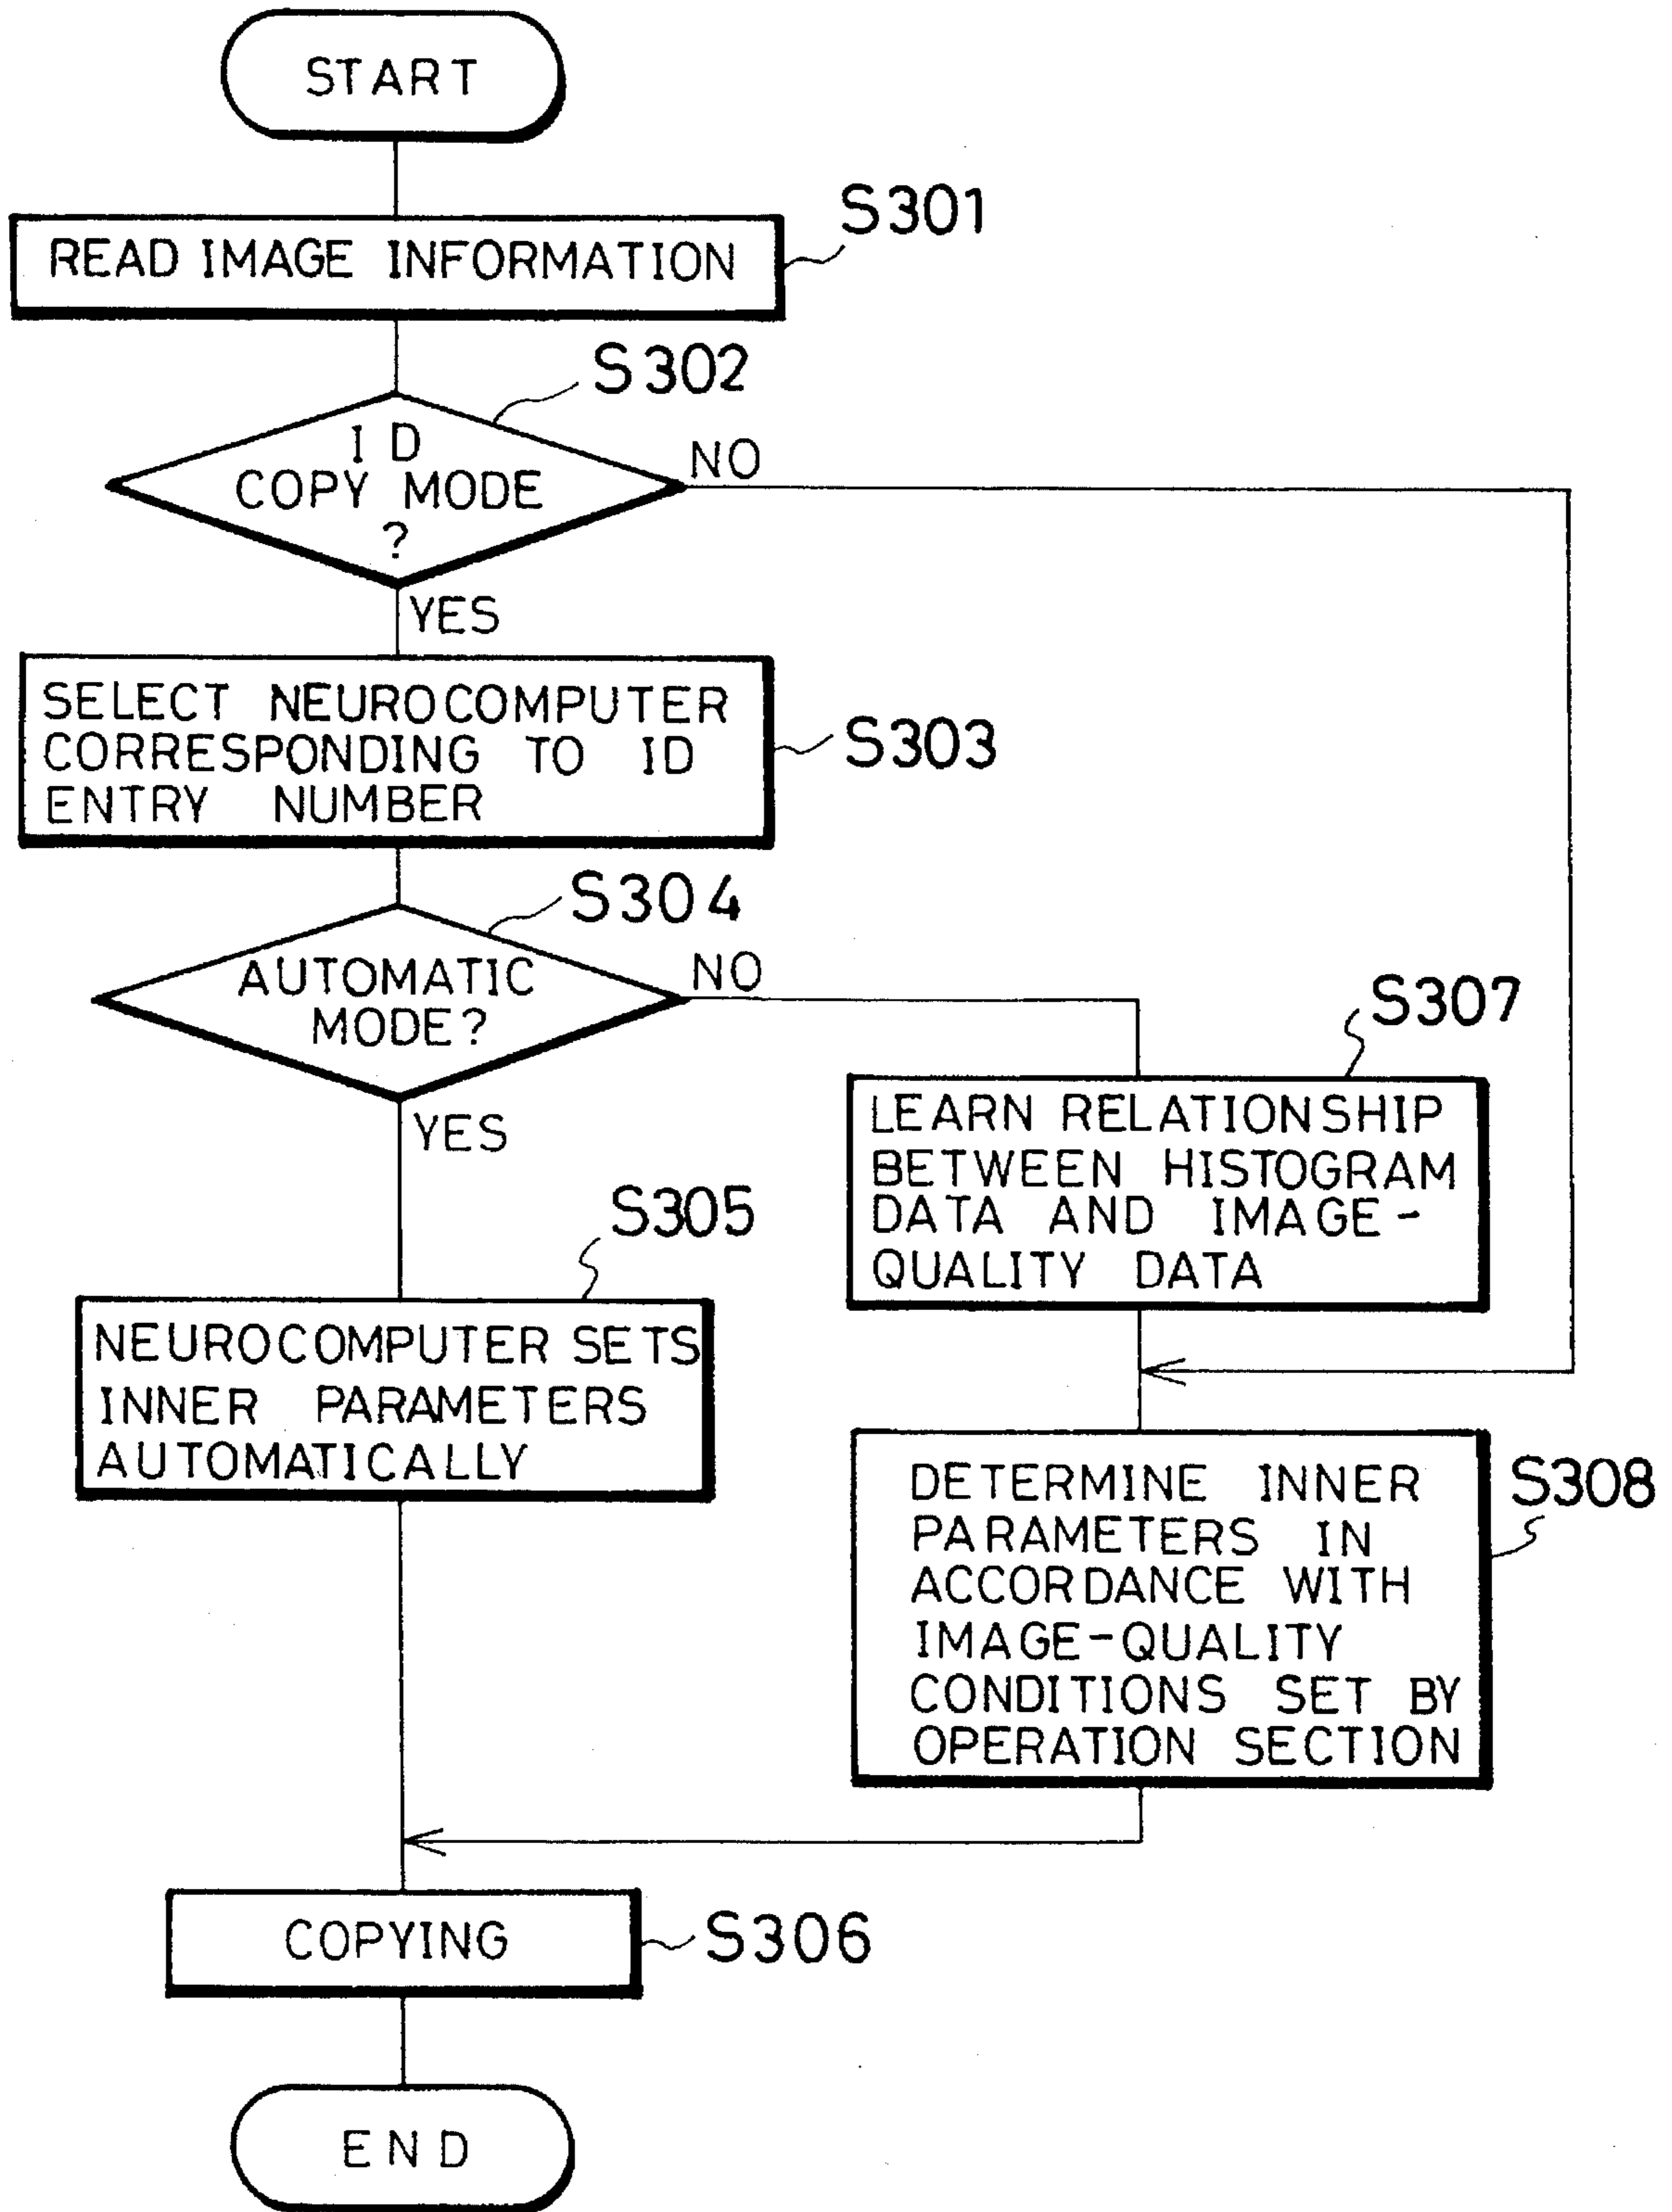 START
READ IMAGE INFORMATION
S301
S302
ID
COPY MODE
?
NO
YES
SELECT NEUROCOMPUTER
CORRESPONDING TO ID
ENTRY NUMBER
S303
S304
AUTOMATIC
MODE?
NO
YES
S307
LEARN RELATIONSHIP
BETWEEN HISTOGRAM
DATA AND IMAGE-
QUALITY DATA
S305
NEUROCOMPUTER SETS
INNER PARAMETERS
AUTOMATICALLY
DETERMINE INNER
PARAMETERS IN
ACCORDANCE WITH
IMAGE-QUALITY
CONDITIONS SET BY
OPERATION SECTION
S308
COPYING
S306
END